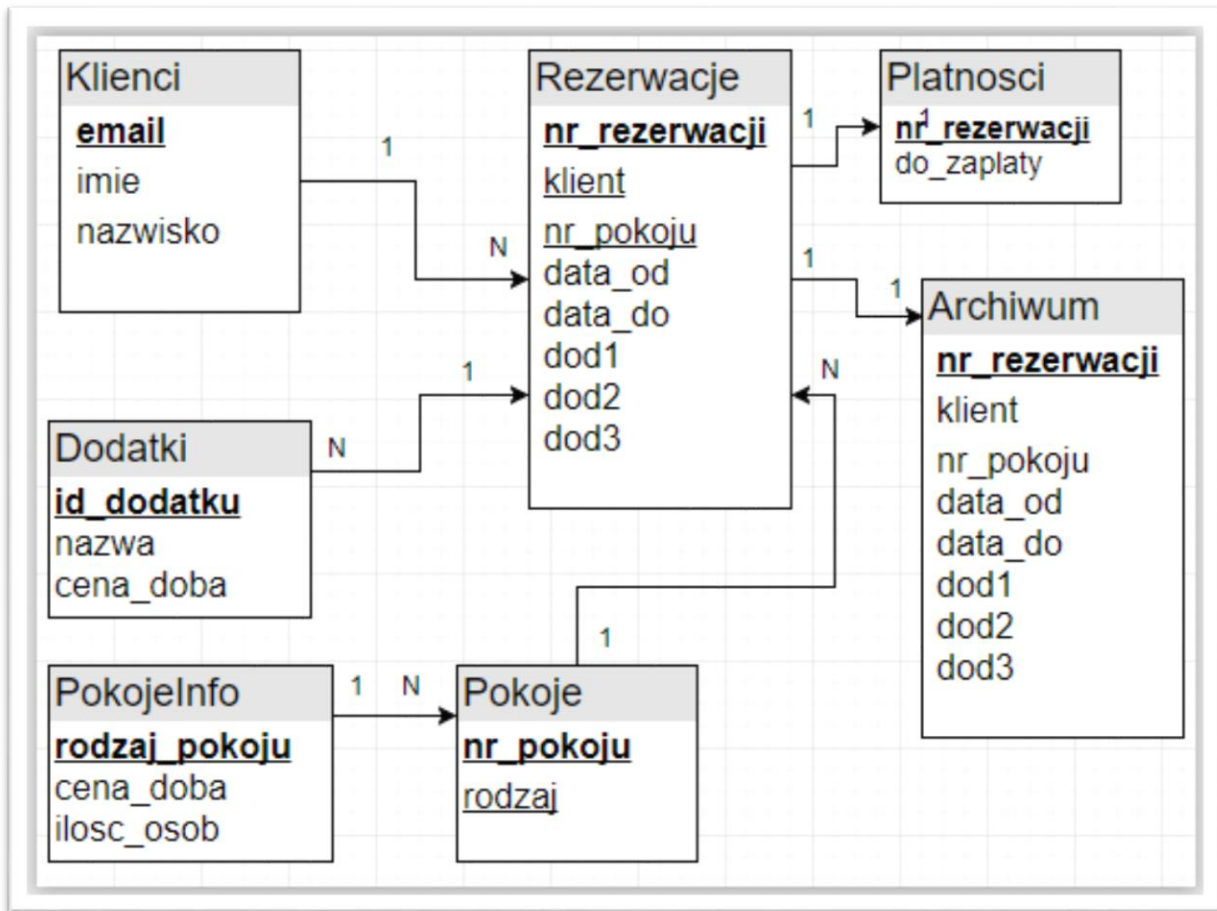 Klienci
email
imie
nazwisko
1
N
Rezerwacje
nr_rezerwacji
klient
nr_pokoju
data_od
data_do
dod1
dod2
dod3
1
1
Platnosci
nr_rezerwacji
do_zaplaty
1
1
Archiwum
nr_rezerwacji
klient
nr_pokoju
data_od
data_do
dod1
dod2
dod3
Dodatki
id_dodatku
nazwa
cena_doba
N
1
PokojeInfo
rodzaj_pokoju
cena_doba
ilosc_osob
1 N
Pokoje
nr_pokoju
rodzaj
1
N